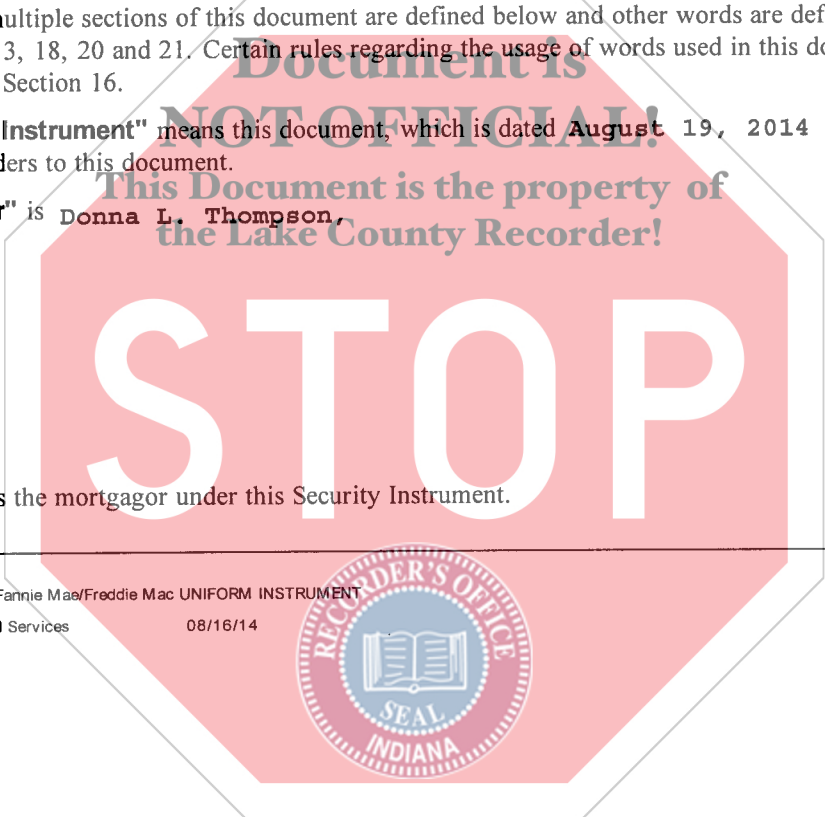 ultiple sections of this document are defined below and other words are def
3, 18, 20 and 21. Certain rules regarding the usage of words used in this do
Section 16.
Document is
NOT OFFICIAL!
Instrument" means this document, which is dated August 19, 2014
ders to this document.
This Document is the property of
the Lake County Recorder!
r" is Donna L. Thompson,
STOP
s the mortgagor under this Security Instrument.
Fannie Mae/Freddie Mac UNIFORM INSTRUMENT
Services 08/16/14
RECORDER'S OFFICE
SEAL
INDIANA